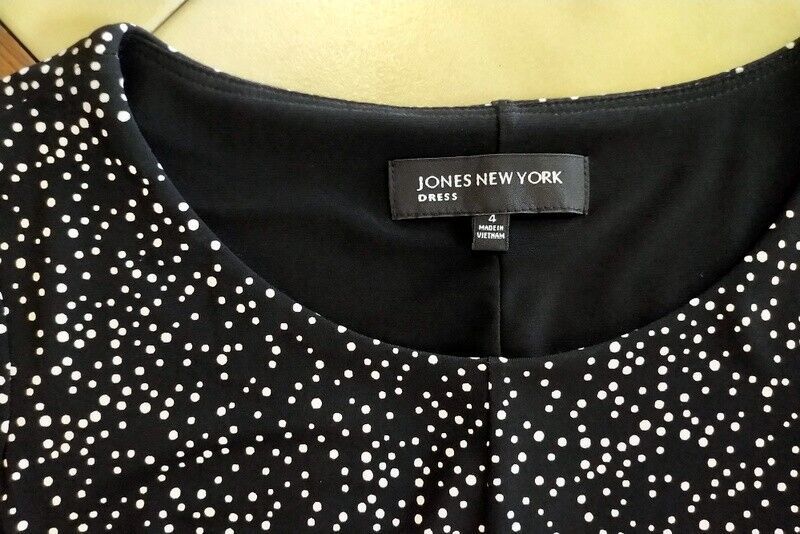 JONES NEW YORK
DRESS
4
MADE IN
VIETNAM